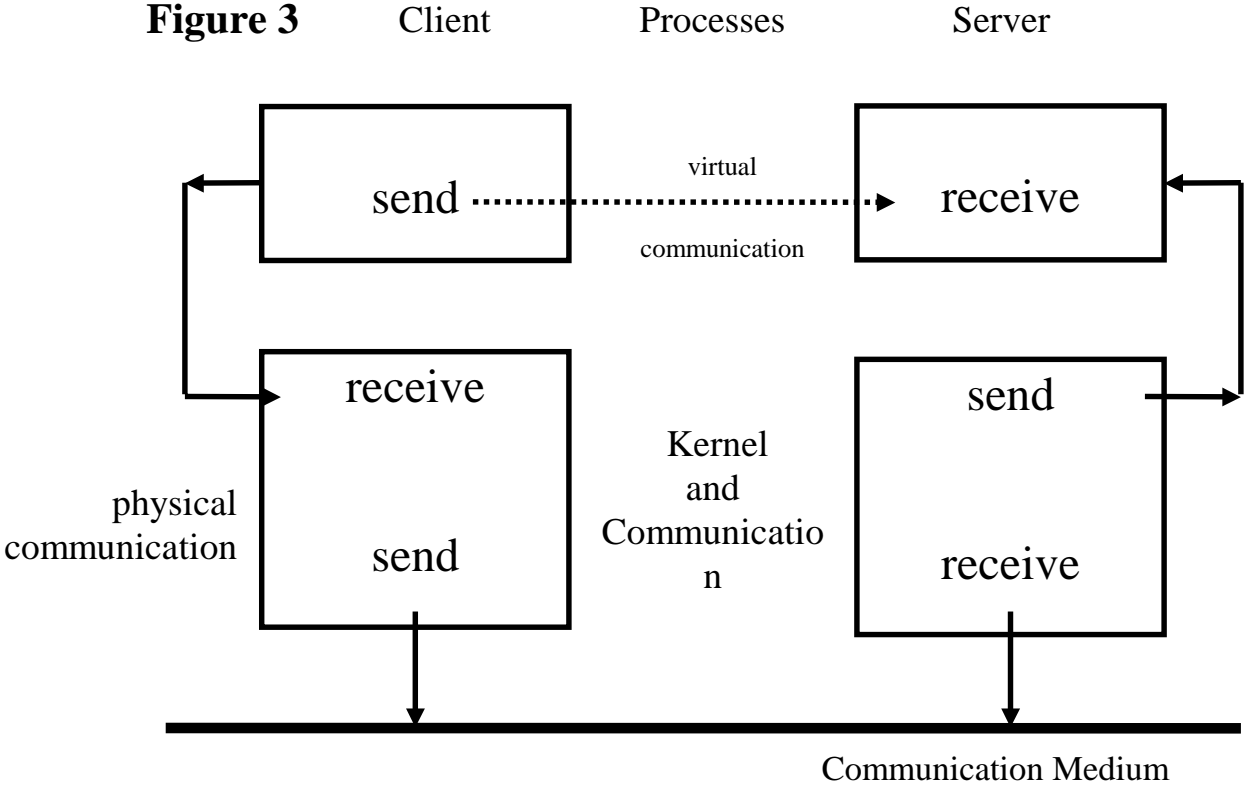 Figure 3 Client Processes Server
virtual
send receive
communication
receive send
Kernel
and
Communicatio
n
physical
communication
send receive
Communication Medium